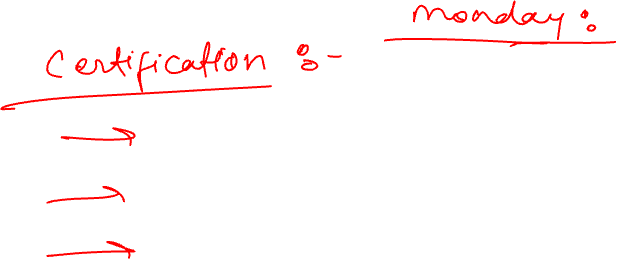 Monday :
Certification :-
→
→
→